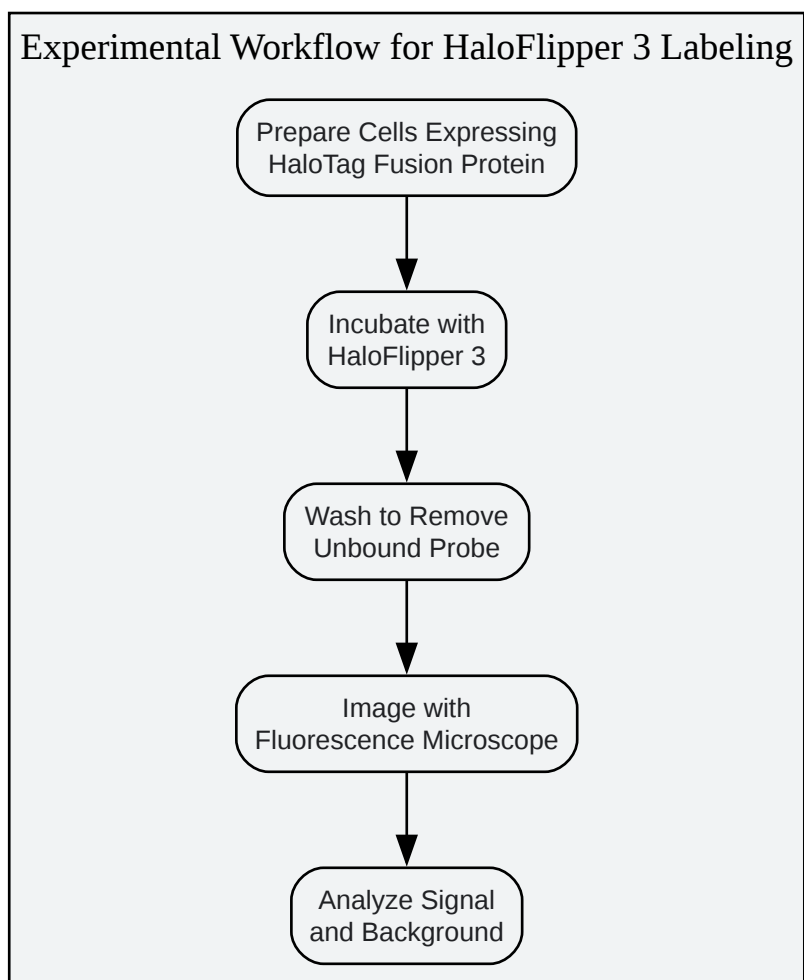 Experimental Workflow for HaloFlipper 3 Labeling
Prepare Cells Expressing
HaloTag Fusion Protein
Incubate with
HaloFlipper 3
Wash to Remove
Unbound Probe
Image with
Fluorescence Microscope
Analyze Signal
and Background